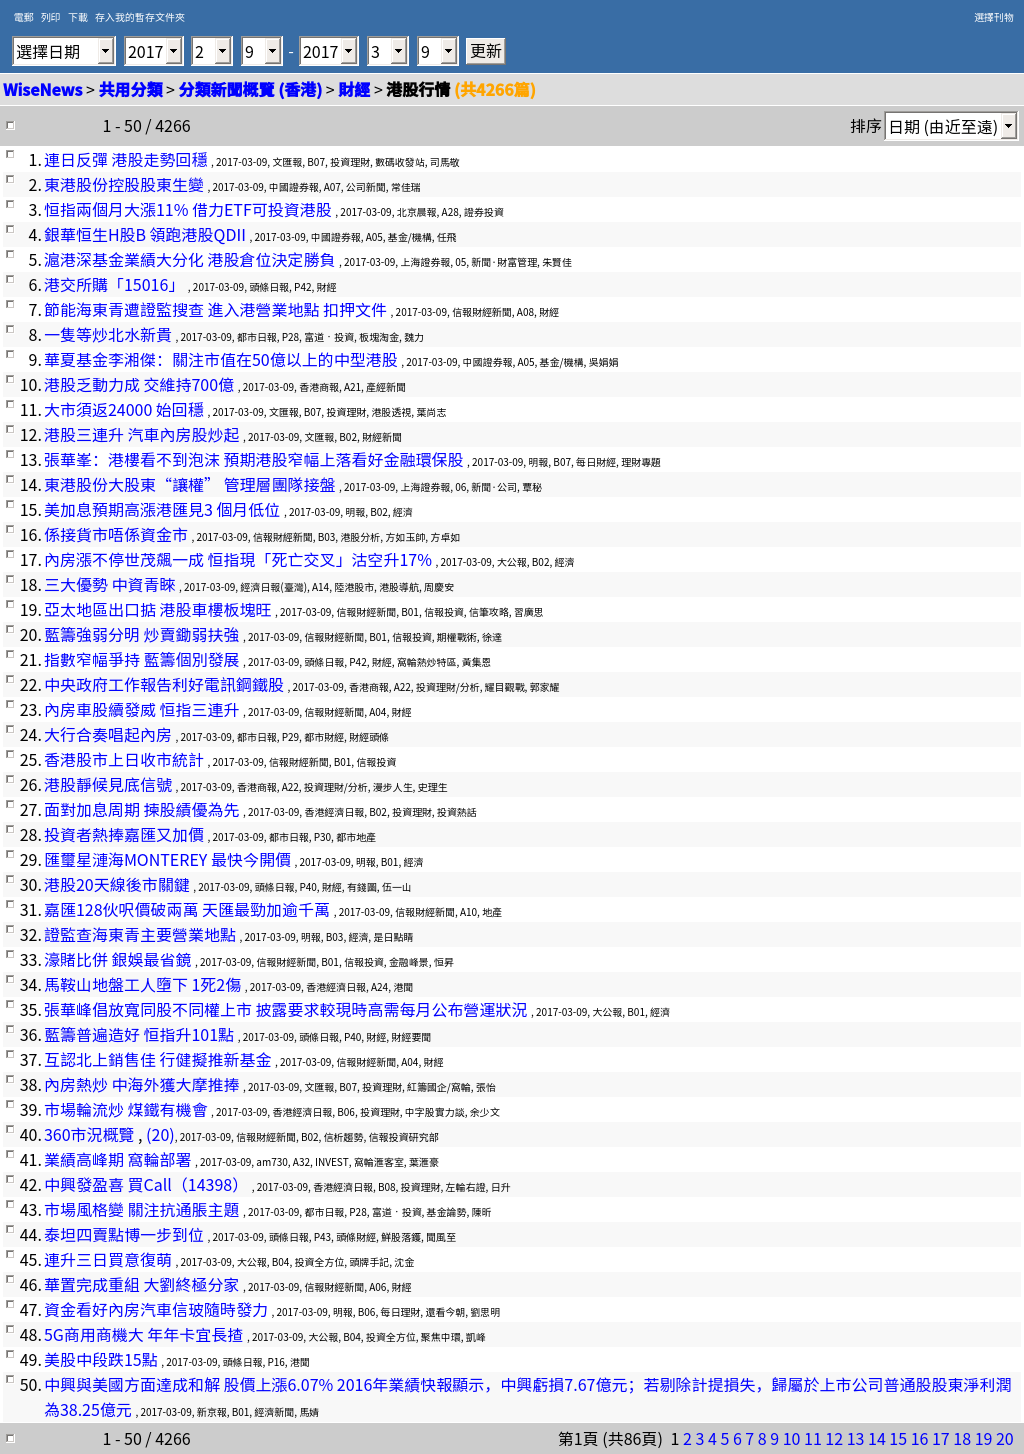 電郵 列印 下載 存入我的暫存文件夾 選擇刊物
選擇日期 2017 2 9 - 2017 3 9 更新
WiseNews > 共用分類 > 分類新聞概覽 (香港) > 財經 > 港股行情 (共4266篇)
1 - 50 / 4266 排序 日期 (由近至遠)
1. 連日反彈 港股走勢回穩 , 2017-03-09, 文匯報, B07, 投資理財, 數碼收發站, 司馬敬
2. 東港股份控股股東生變 , 2017-03-09, 中國證券報, A07, 公司新聞, 常佳瑞
3. 恒指兩個月大漲11% 借力ETF可投資港股 , 2017-03-09, 北京晨報, A28, 證券投資
4. 銀華恒生H股B 領跑港股QDII , 2017-03-09, 中國證券報, A05, 基金/機構, 任飛
5. 滬港深基金業績大分化 港股倉位決定勝負 , 2017-03-09, 上海證券報, 05, 新聞·財富管理, 朱贇佳
6. 港交所購「15016」 , 2017-03-09, 頭條日報, P42, 財經
7. 節能海東青遭證監搜查 進入港營業地點 扣押文件 , 2017-03-09, 信報財經新聞, A08, 財經
8. 一隻等炒北水新貴 , 2017-03-09, 都市日報, P28, 富道‧投資, 板塊淘金, 魏力
9. 華夏基金李湘傑：關注市值在50億以上的中型港股 , 2017-03-09, 中國證券報, A05, 基金/機構, 吳娟娟
10. 港股乏動力成 交維持700億 , 2017-03-09, 香港商報, A21, 產經新聞
11. 大市須返24000 始回穩 , 2017-03-09, 文匯報, B07, 投資理財, 港股透視, 葉尚志
12. 港股三連升 汽車內房股炒起 , 2017-03-09, 文匯報, B02, 財經新聞
13. 張華峯：港樓看不到泡沫 預期港股窄幅上落看好金融環保股 , 2017-03-09, 明報, B07, 每日財經, 理財專題
14. 東港股份大股東“讓權” 管理層團隊接盤 , 2017-03-09, 上海證券報, 06, 新聞·公司, 覃秘
15. 美加息預期高漲港匯見3 個月低位 , 2017-03-09, 明報, B02, 經濟
16. 係接貨市唔係資金市 , 2017-03-09, 信報財經新聞, B03, 港股分析, 方如玉帥, 方卓如
17. 內房漲不停世茂飆一成 恒指現「死亡交叉」沽空升17% , 2017-03-09, 大公報, B02, 經濟
18. 三大優勢 中資青睞 , 2017-03-09, 經濟日報(臺灣), A14, 陸港股市, 港股導航, 周慶安
19. 亞太地區出口掂 港股車樓板塊旺 , 2017-03-09, 信報財經新聞, B01, 信報投資, 信筆攻略, 習廣思
20. 藍籌強弱分明 炒賣鋤弱扶強 , 2017-03-09, 信報財經新聞, B01, 信報投資, 期權戰術, 徐達
21. 指數窄幅爭持 藍籌個別發展 , 2017-03-09, 頭條日報, P42, 財經, 窩輪熱炒特區, 黃集恩
22. 中央政府工作報告利好電訊鋼鐵股 , 2017-03-09, 香港商報, A22, 投資理財/分析, 耀目觀戰, 郭家耀
23. 內房車股續發威 恒指三連升 , 2017-03-09, 信報財經新聞, A04, 財經
24. 大行合奏唱起內房 , 2017-03-09, 都市日報, P29, 都市財經, 財經頭條
25. 香港股市上日收市統計 , 2017-03-09, 信報財經新聞, B01, 信報投資
26. 港股靜候見底信號 , 2017-03-09, 香港商報, A22, 投資理財/分析, 漫步人生, 史理生
27. 面對加息周期 揀股績優為先 , 2017-03-09, 香港經濟日報, B02, 投資理財, 投資熱話
28. 投資者熱捧嘉匯又加價 , 2017-03-09, 都市日報, P30, 都市地產
29. 匯璽星漣海MONTEREY 最快今開價 , 2017-03-09, 明報, B01, 經濟
30. 港股20天線後市關鍵 , 2017-03-09, 頭條日報, P40, 財經, 有錢圖, 伍一山
31. 嘉匯128伙呎價破兩萬 天匯最勁加逾千萬 , 2017-03-09, 信報財經新聞, A10, 地產
32. 證監查海東青主要營業地點 , 2017-03-09, 明報, B03, 經濟, 是日點睛
33. 濠賭比併 銀娛最省鏡 , 2017-03-09, 信報財經新聞, B01, 信報投資, 金融峰景, 恒昇
34. 馬鞍山地盤工人墮下 1死2傷 , 2017-03-09, 香港經濟日報, A24, 港聞
35. 張華峰倡放寬同股不同權上市 披露要求較現時高需每月公布營運狀況 , 2017-03-09, 大公報, B01, 經濟
36. 藍籌普遍造好 恒指升101點 , 2017-03-09, 頭條日報, P40, 財經, 財經要聞
37. 互認北上銷售佳 行健擬推新基金 , 2017-03-09, 信報財經新聞, A04, 財經
38. 內房熱炒 中海外獲大摩推捧 , 2017-03-09, 文匯報, B07, 投資理財, 紅籌國企/窩輪, 張怡
39. 市場輪流炒 煤鐵有機會 , 2017-03-09, 香港經濟日報, B06, 投資理財, 中字股實力談, 余少文
40. 360市況概覽 , (20), 2017-03-09, 信報財經新聞, B02, 信析趨勢, 信報投資研究部
41. 業績高峰期 窩輪部署 , 2017-03-09, am730, A32, INVEST, 窩輪滙客室, 葉滙豪
42. 中興發盈喜 買Call（14398） , 2017-03-09, 香港經濟日報, B08, 投資理財, 左輪右證, 日升
43. 市場風格變 關注抗通脹主題 , 2017-03-09, 都市日報, P28, 富道‧投資, 基金論勢, 陳昕
44. 泰坦四賣點博一步到位 , 2017-03-09, 頭條日報, P43, 頭條財經, 鮮股落鑊, 聞風至
45. 連升三日買意復萌 , 2017-03-09, 大公報, B04, 投資全方位, 頭牌手記, 沈金
46. 華置完成重組 大劉終極分家 , 2017-03-09, 信報財經新聞, A06, 財經
47. 資金看好內房汽車信玻隨時發力 , 2017-03-09, 明報, B06, 每日理財, 還看今朝, 劉思明
48. 5G商用商機大 年年卡宜長揸 , 2017-03-09, 大公報, B04, 投資全方位, 聚焦中環, 凱峰
49. 美股中段跌15點 , 2017-03-09, 頭條日報, P16, 港聞
50. 中興與美國方面達成和解 股價上漲6.07% 2016年業績快報顯示，中興虧損7.67億元；若剔除計提損失，歸屬於上市公司普通股股東淨利潤
為38.25億元 , 2017-03-09, 新京報, B01, 經濟新聞, 馬婧
1 - 50 / 4266 第1頁 (共86頁) 1 2 3 4 5 6 7 8 9 10 11 12 13 14 15 16 17 18 19 20